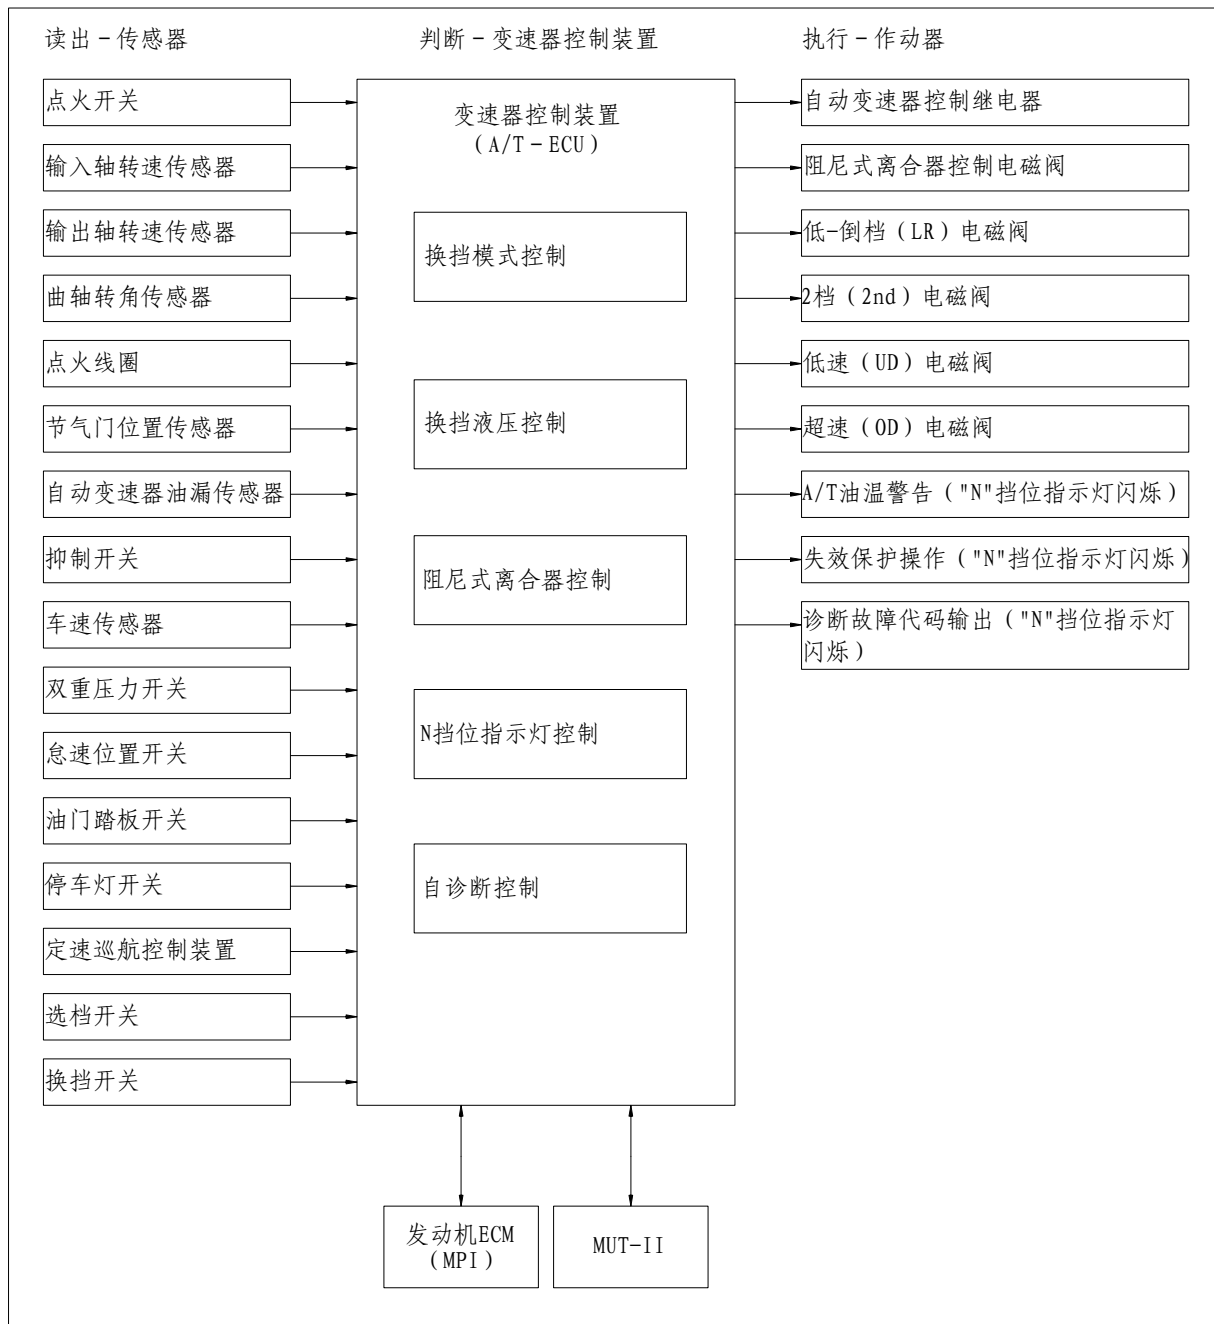 读出-传感器
判断-变速器控制装置
执行-作动器
点火开关
输入轴转速传感器
输出轴转速传感器
曲轴转角传感器
点火线圈
节气门位置传感器
自动变速器油漏传感器
抑制开关
车速传感器
双重压力开关
怠速位置开关
油门踏板开关
停车灯开关
定速巡航控制装置
选档开关
换挡开关
变速器控制装置
(A/T-ECU)
换挡模式控制
换挡液压控制
阻尼式离合器控制
N挡位指示灯控制
自诊断控制
自动变速器控制继电器
阻尼式离合器控制电磁阀
低-倒档(LR)电磁阀
2档(2nd)电磁阀
低速(UD)电磁阀
超速(OD)电磁阀
A/T油温警告("N"挡位指示灯闪烁)
失效保护操作("N"挡位指示灯闪烁)
诊断故障代码输出("N"挡位指示灯
闪烁)
发动机ECM
(MPI)
MUT-II